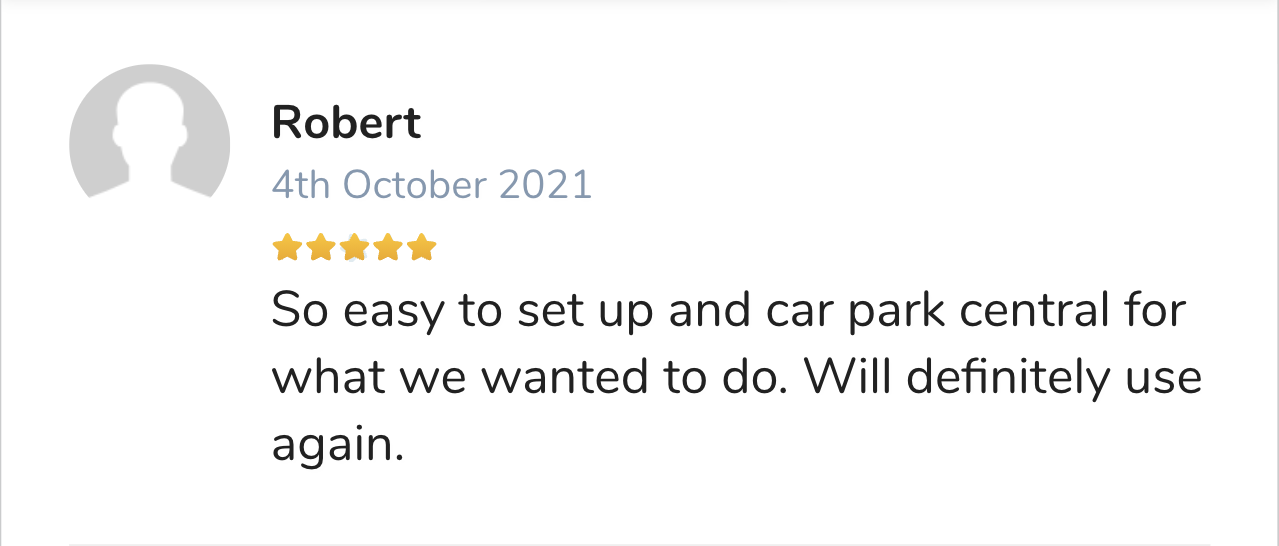 Robert
4th October 2021
So easy to set up and car park central for
what we wanted to do. Will definitely use
again.